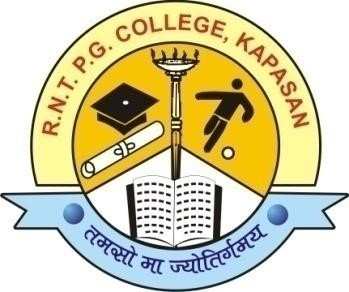 R.N.T. P.G. COLLEGE, KAPASAN
तमसो मा ज्योतिर्गमय